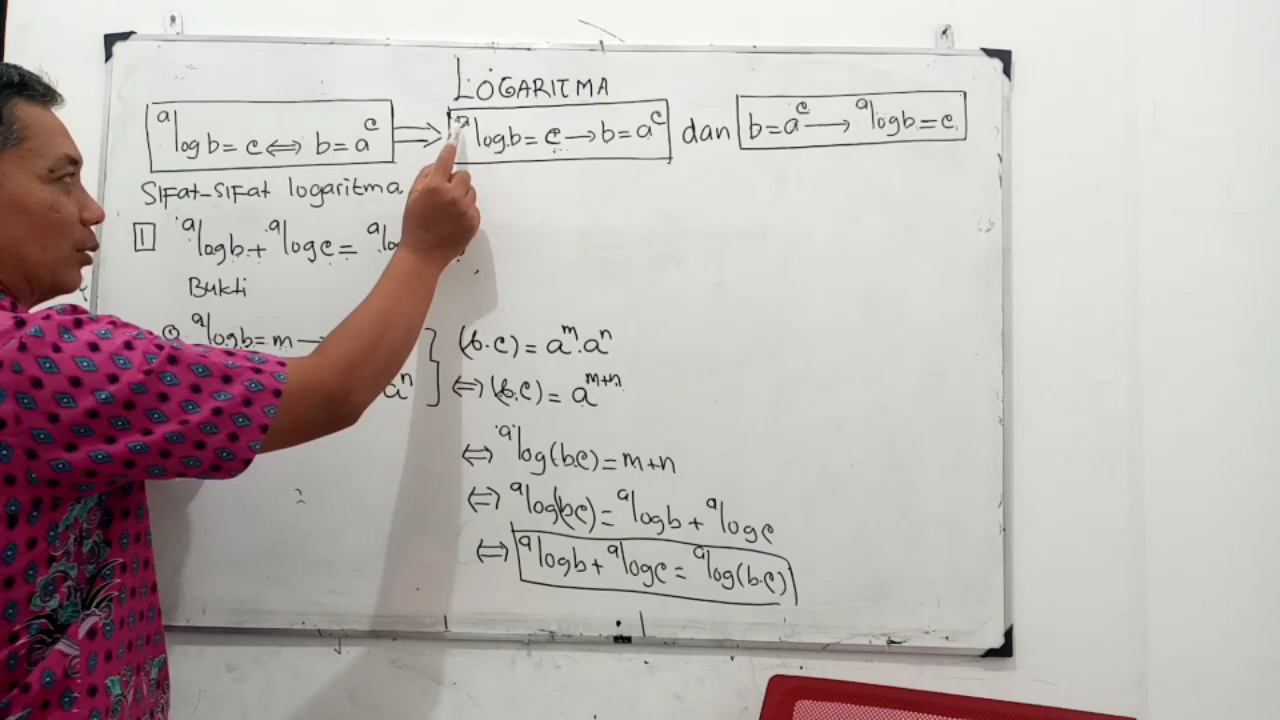 LOGARITMA
ᵃlog b = c ⇔ b = aᶜ ⇒ ᵃlog b = c → b = aᶜ dan b = aᶜ → ᵃlog b = c
Sifat-sifat logaritma
1 ᵃlog b + ᵃlog c =
Bukti
ᵃlog b = m →
(b.c) = aᵐ.aⁿ
aⁿ
⇔ (b.c) = aᵐ⁺ⁿ
⇔ ᵃlog(b.c) = m+n
⇔ ᵃlog(bc) = ᵃlog b + ᵃlog c
⇔ ᵃlog b + ᵃlog c = ᵃlog(b.c)